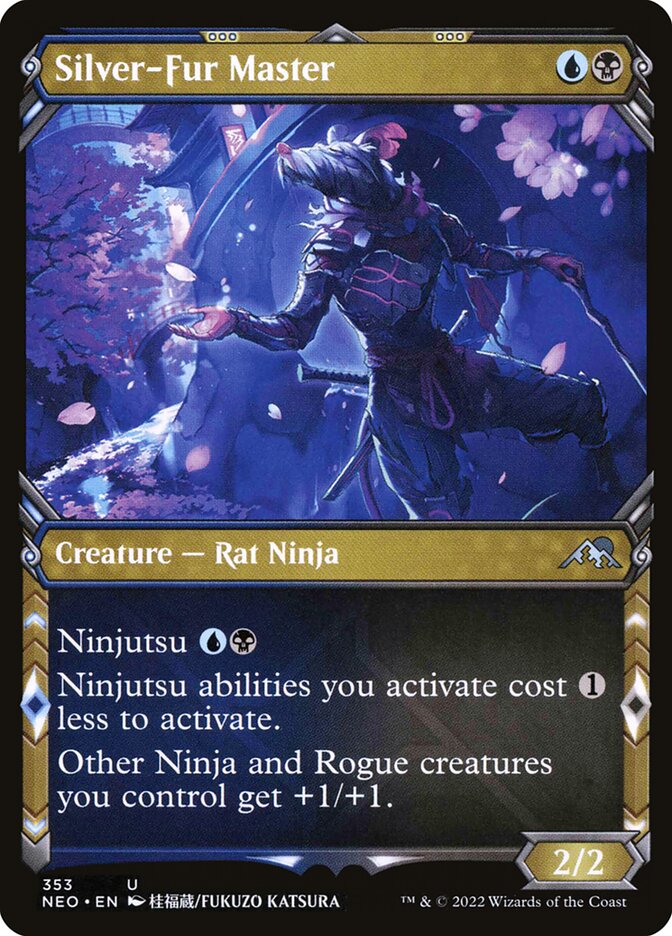 Silver-Fur Master
Creature — Rat Ninja
Ninjutsu
Ninjutsu abilities you activate cost 1
less to activate.
Other Ninja and Rogue creatures
you control get +1/+1.
2/2
353 U
NEO • EN 桂福蔵/FUKUZO KATSURA
™ & © 2022 Wizards of the Coast